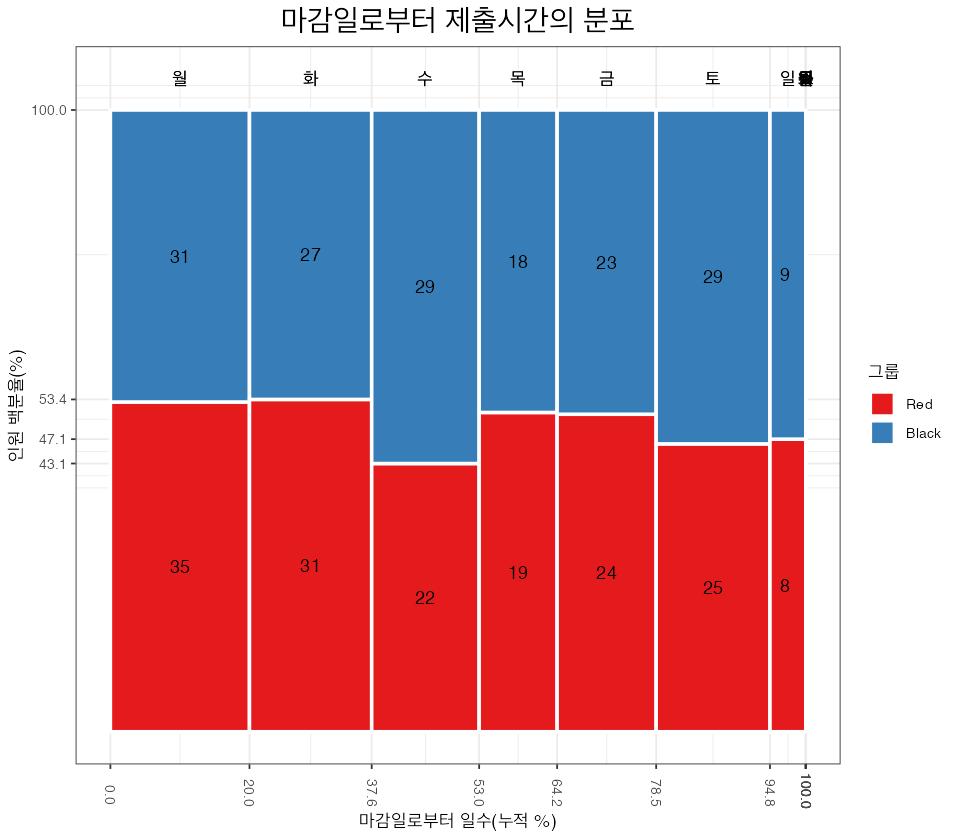 마감일로부터 제출시간의 분포
월 화 수 목 금 토 일
100.0
31 27 29 18 23 29 9
53.4
47.1
43.1
35 31 22 19 24 25 8
인원 백분율(%)
그룹
Red
Black
0.0 20.0 37.6 53.0 64.2 78.5 94.8 100.0
마감일로부터 일수(누적 %)